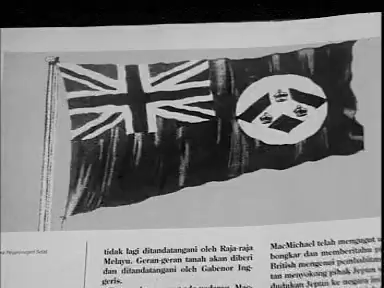 tidak lagi ditandatangani oleh Raja-raja
Melayu. Geran-geran tanah akan diberi
dan ditandatangani oleh Gabenor Ing-
geris.
MacMichael telah mengugut
bongkar dan memberitahu
British mengenai
tan menyokong pihak Jepun
dudukan Jepun ke negara